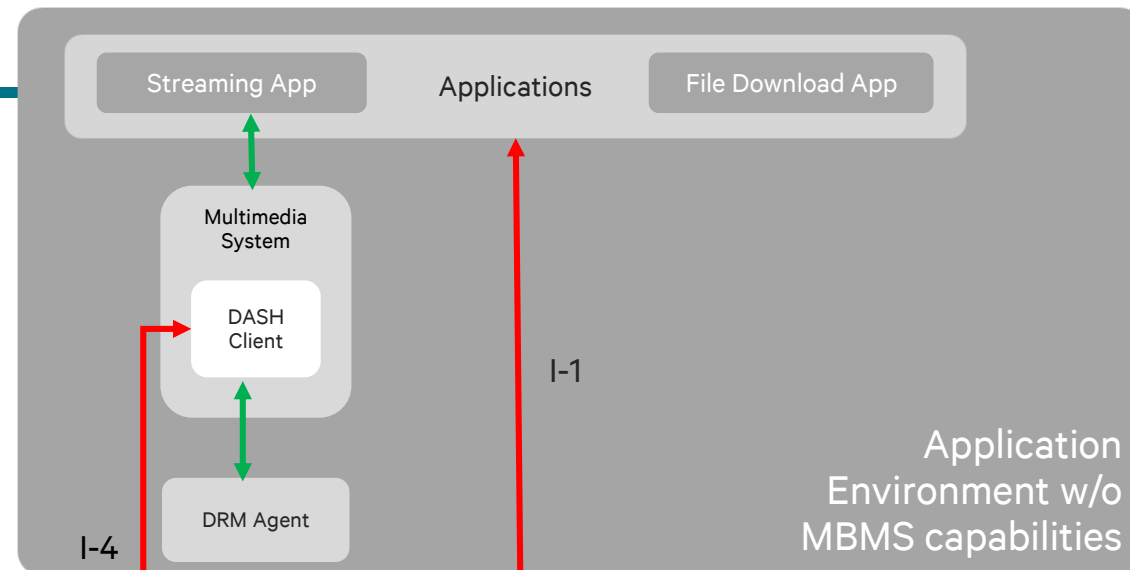 Streaming App
Applications
File Download App
Multimedia
System
DASH
Client
I-1
Application
Environment w/o
MBMS capabilities
DRM Agent
I-4